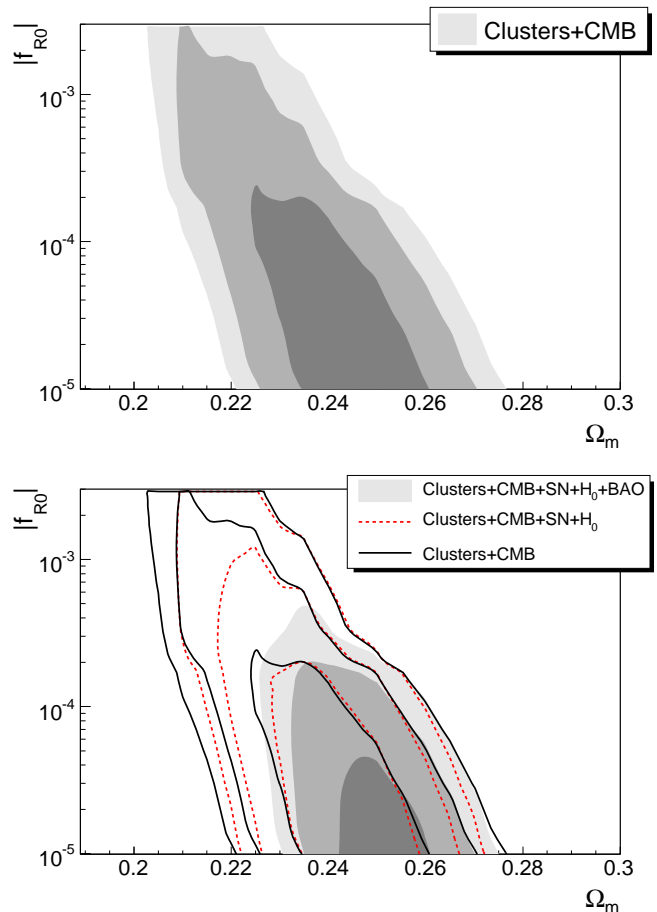 |f_R0|
Clusters+CMB
10^-3
10^-4
10^-5
0.2 0.22 0.24 0.26 0.28 0.3
Ω_m
|f_R0|
Clusters+CMB+SN+H_0+BAO
Clusters+CMB+SN+H_0
Clusters+CMB
10^-3
10^-4
10^-5
0.2 0.22 0.24 0.26 0.28 0.3
Ω_m